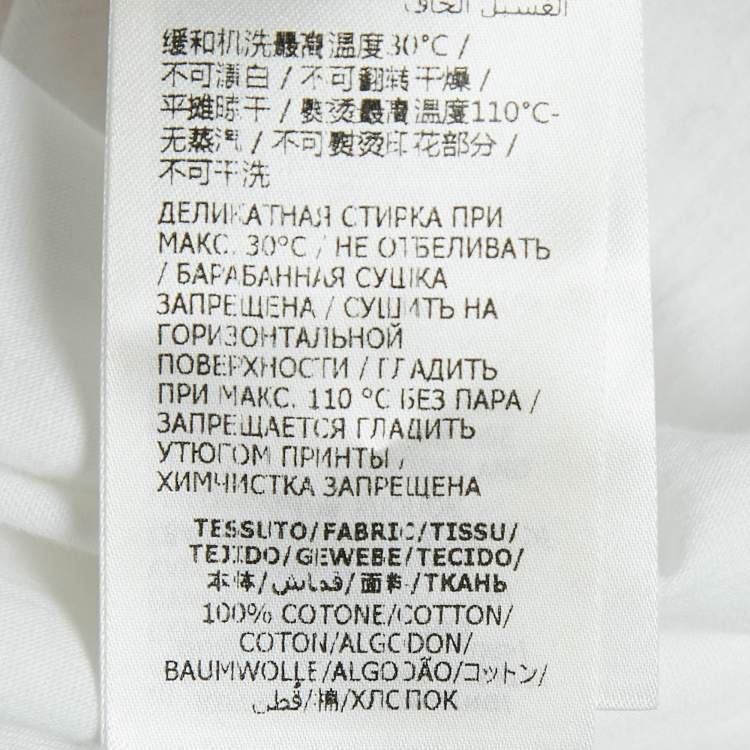 缓和机洗最高温度30°C /
不可漂白 / 不可翻转干燥 /
平摊晾干 / 熨烫最高温度110°C-
无蒸汽 / 不可熨烫印花部分 /
不可干洗
ДЕЛИКАТНАЯ СТИРКА ПРИ
МАКС. 30°C / НЕ ОТБЕЛИВАТЬ
/ БАРАБАННАЯ СУШКА
ЗАПРЕЩЕНА / СУШИТЬ НА
ГОРИЗОНТАЛЬНОЙ
ПОВЕРХНОСТИ / ГЛАДИТЬ
ПРИ МАКС. 110 °C БЕЗ ПАРА /
ЗАПРЕЩАЕТСЯ ГЛАДИТЬ
УТЮГОМ ПРИНТЫ /
ХИМЧИСТКА ЗАПРЕЩЕНА
TESSUTO/FABRIC/TISSU/
TEJIDO/GEWEBE/TECIDO/
本体/قماش/面料/ТКАНЬ
100% COTONE/COTTON/
COTON/ALGODON/
BAUMWOLLE/ALGODÃO/コットン/
قُطن/棉/ХЛОПОК